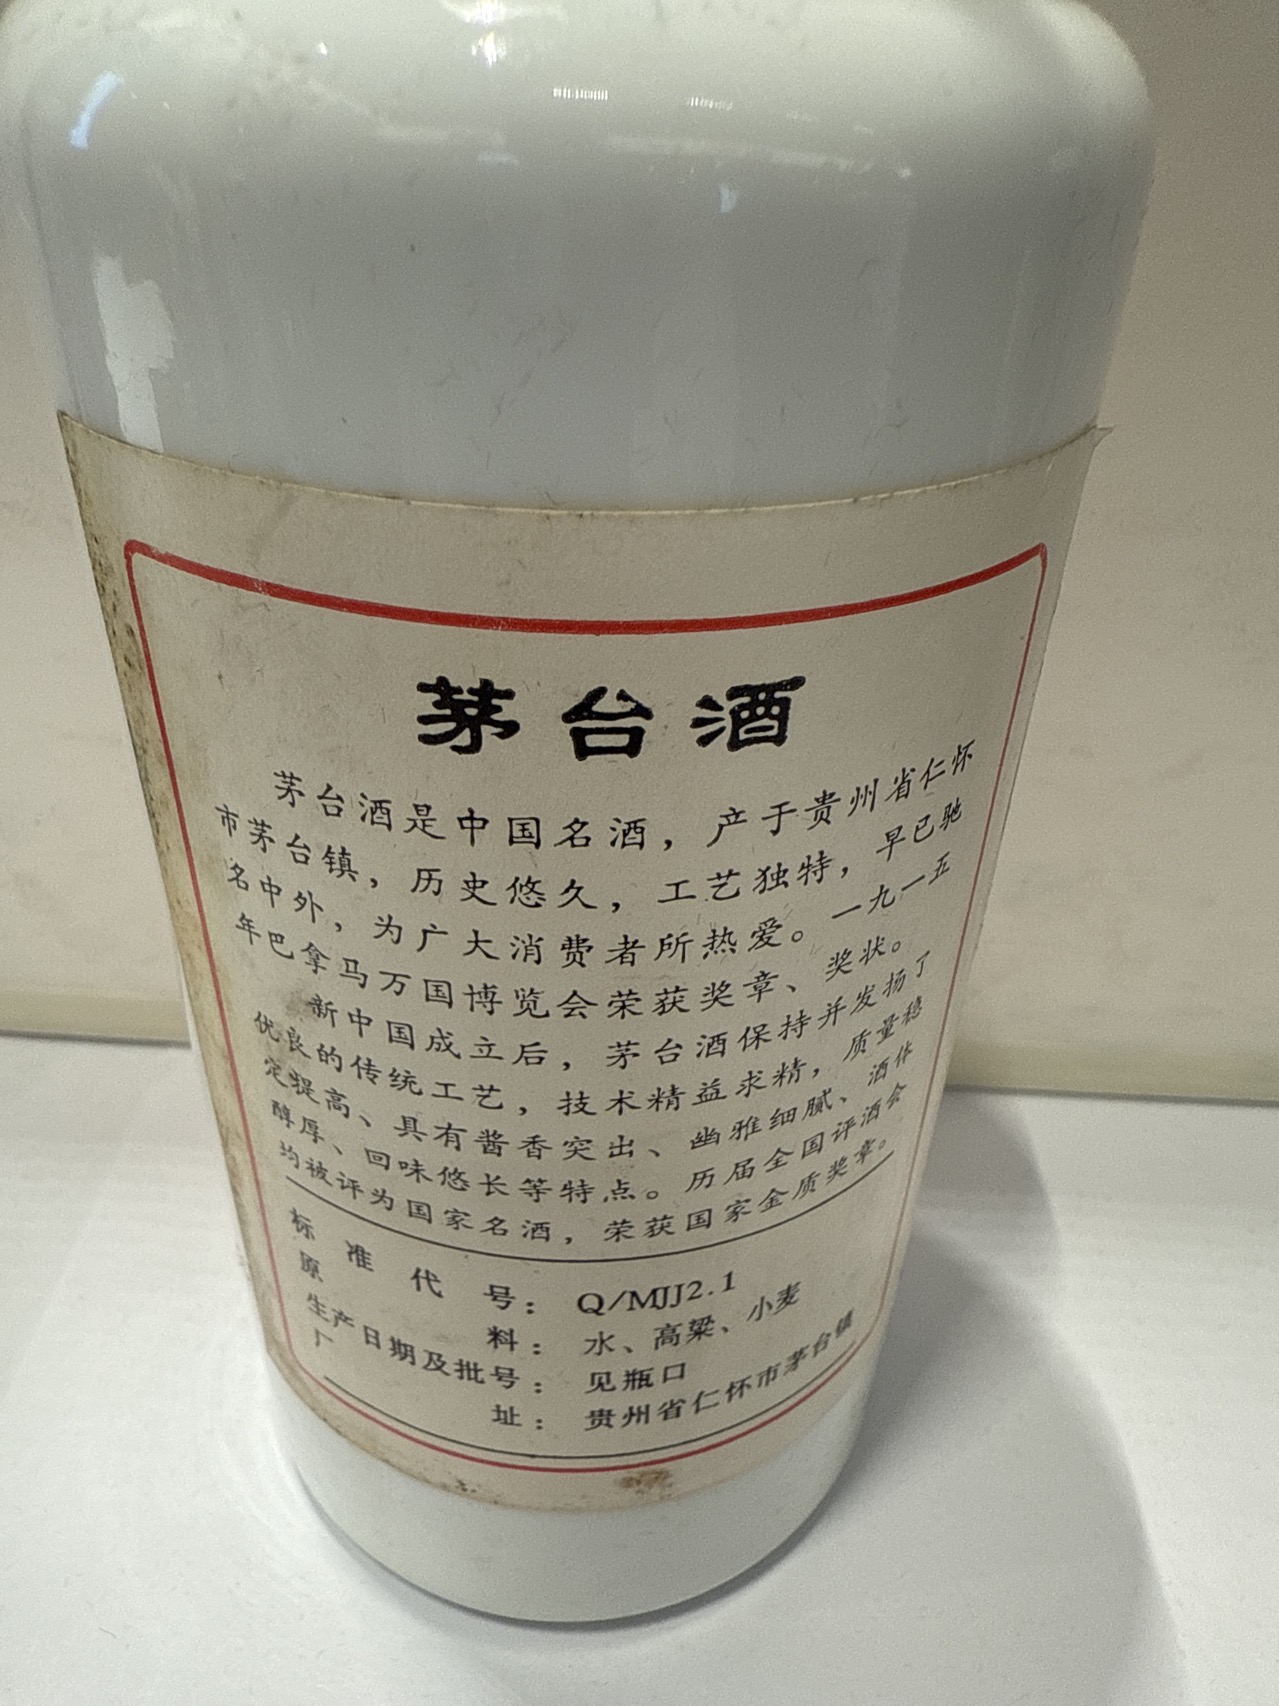 茅台酒
茅台酒是中国名酒，产于贵州省仁怀
市茅台镇，历史悠久，工艺独特，早已驰
名中外，为广大消费者所热爱。一九一五
年巴拿马万国博览会荣获奖章、奖状。
新中国成立后，茅台酒保持并发扬了
优良的传统工艺，技术精益求精，质量稳
定提高、具有酱香突出、幽雅细腻、酒体
醇厚、回味悠长等特点。历届全国评酒会
均被评为国家名酒，荣获国家金质奖章。
标准代号：Q/MJJ2.1
原料：水、高粱、小麦
生产日期及批号：见瓶口
厂址：贵州省仁怀市茅台镇